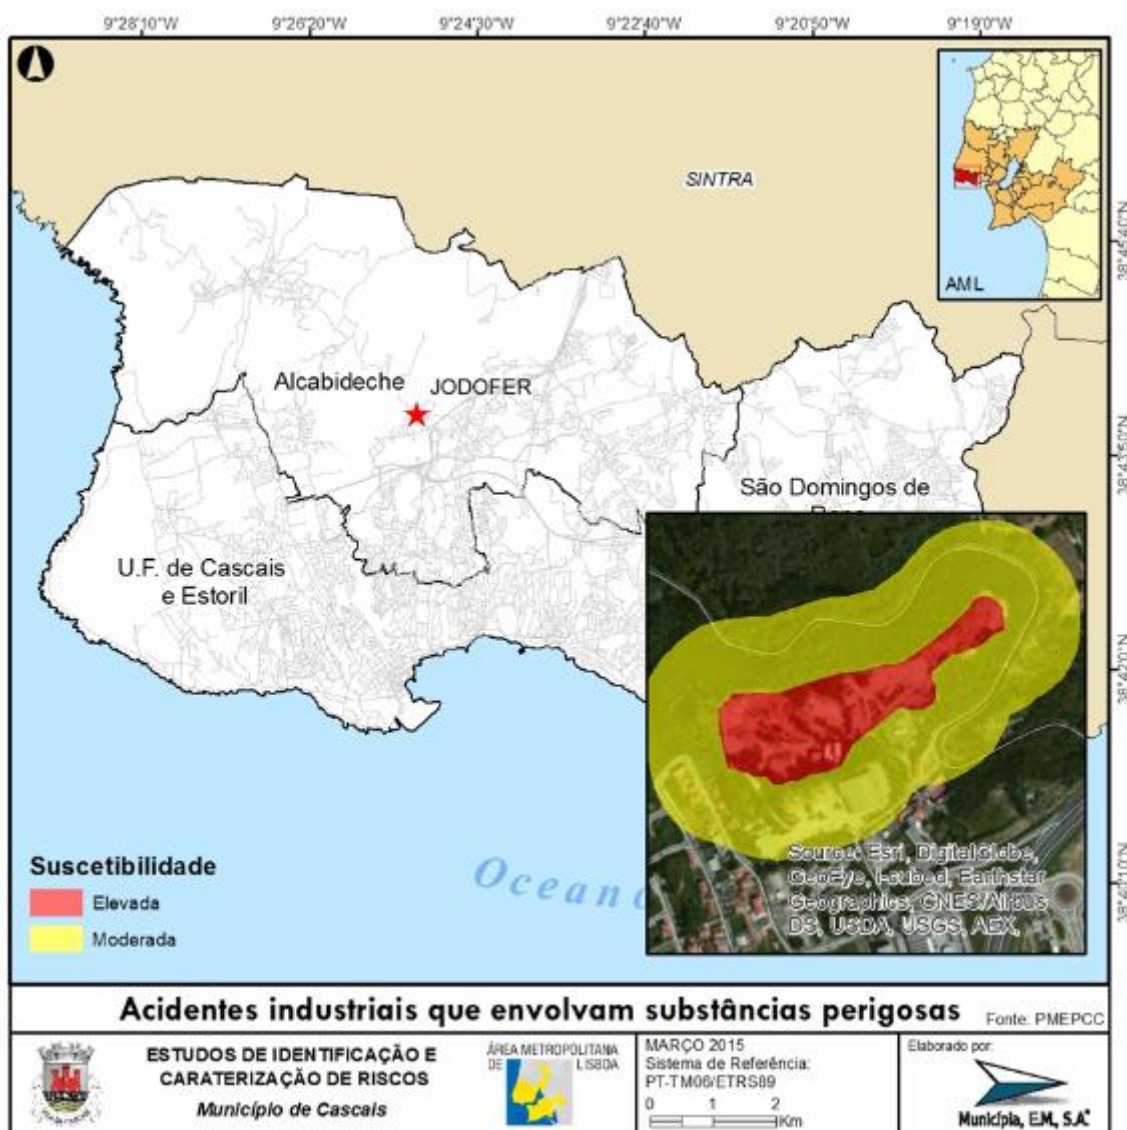 9°28'10"W 9°26'20"W 9°24'30"W 9°22'40"W 9°20'50"W 9°19'0"W
SINTRA
AML
38°45'40"N
Alcabideche
JODOFER
38°43'50"N
São Domingos de
U.F. de Cascais
e Estoril
38°42'0"N
38°40'10"N
Suscetibilidade
Elevada
Moderada
Oceano
Source: Esri, DigitalGlobe,
GeoEye, i-cubed, Earthstar
Geographics, CNES/Airbus
DS, USDA, USGS, AEX,
Acidentes industriais que envolvam substâncias perigosas
Fonte: PMEPCC
ESTUDOS DE IDENTIFICAÇÃO E
CARATERIZAÇÃO DE RISCOS
Município de Cascais
ÁREA METROPOLITANA
DE LISBOA
MARÇO 2015
Sistema de Referência:
PT-TM06/ETRS89
0 1 2
Km
Elaborado por:
Município, E.M., S.A.